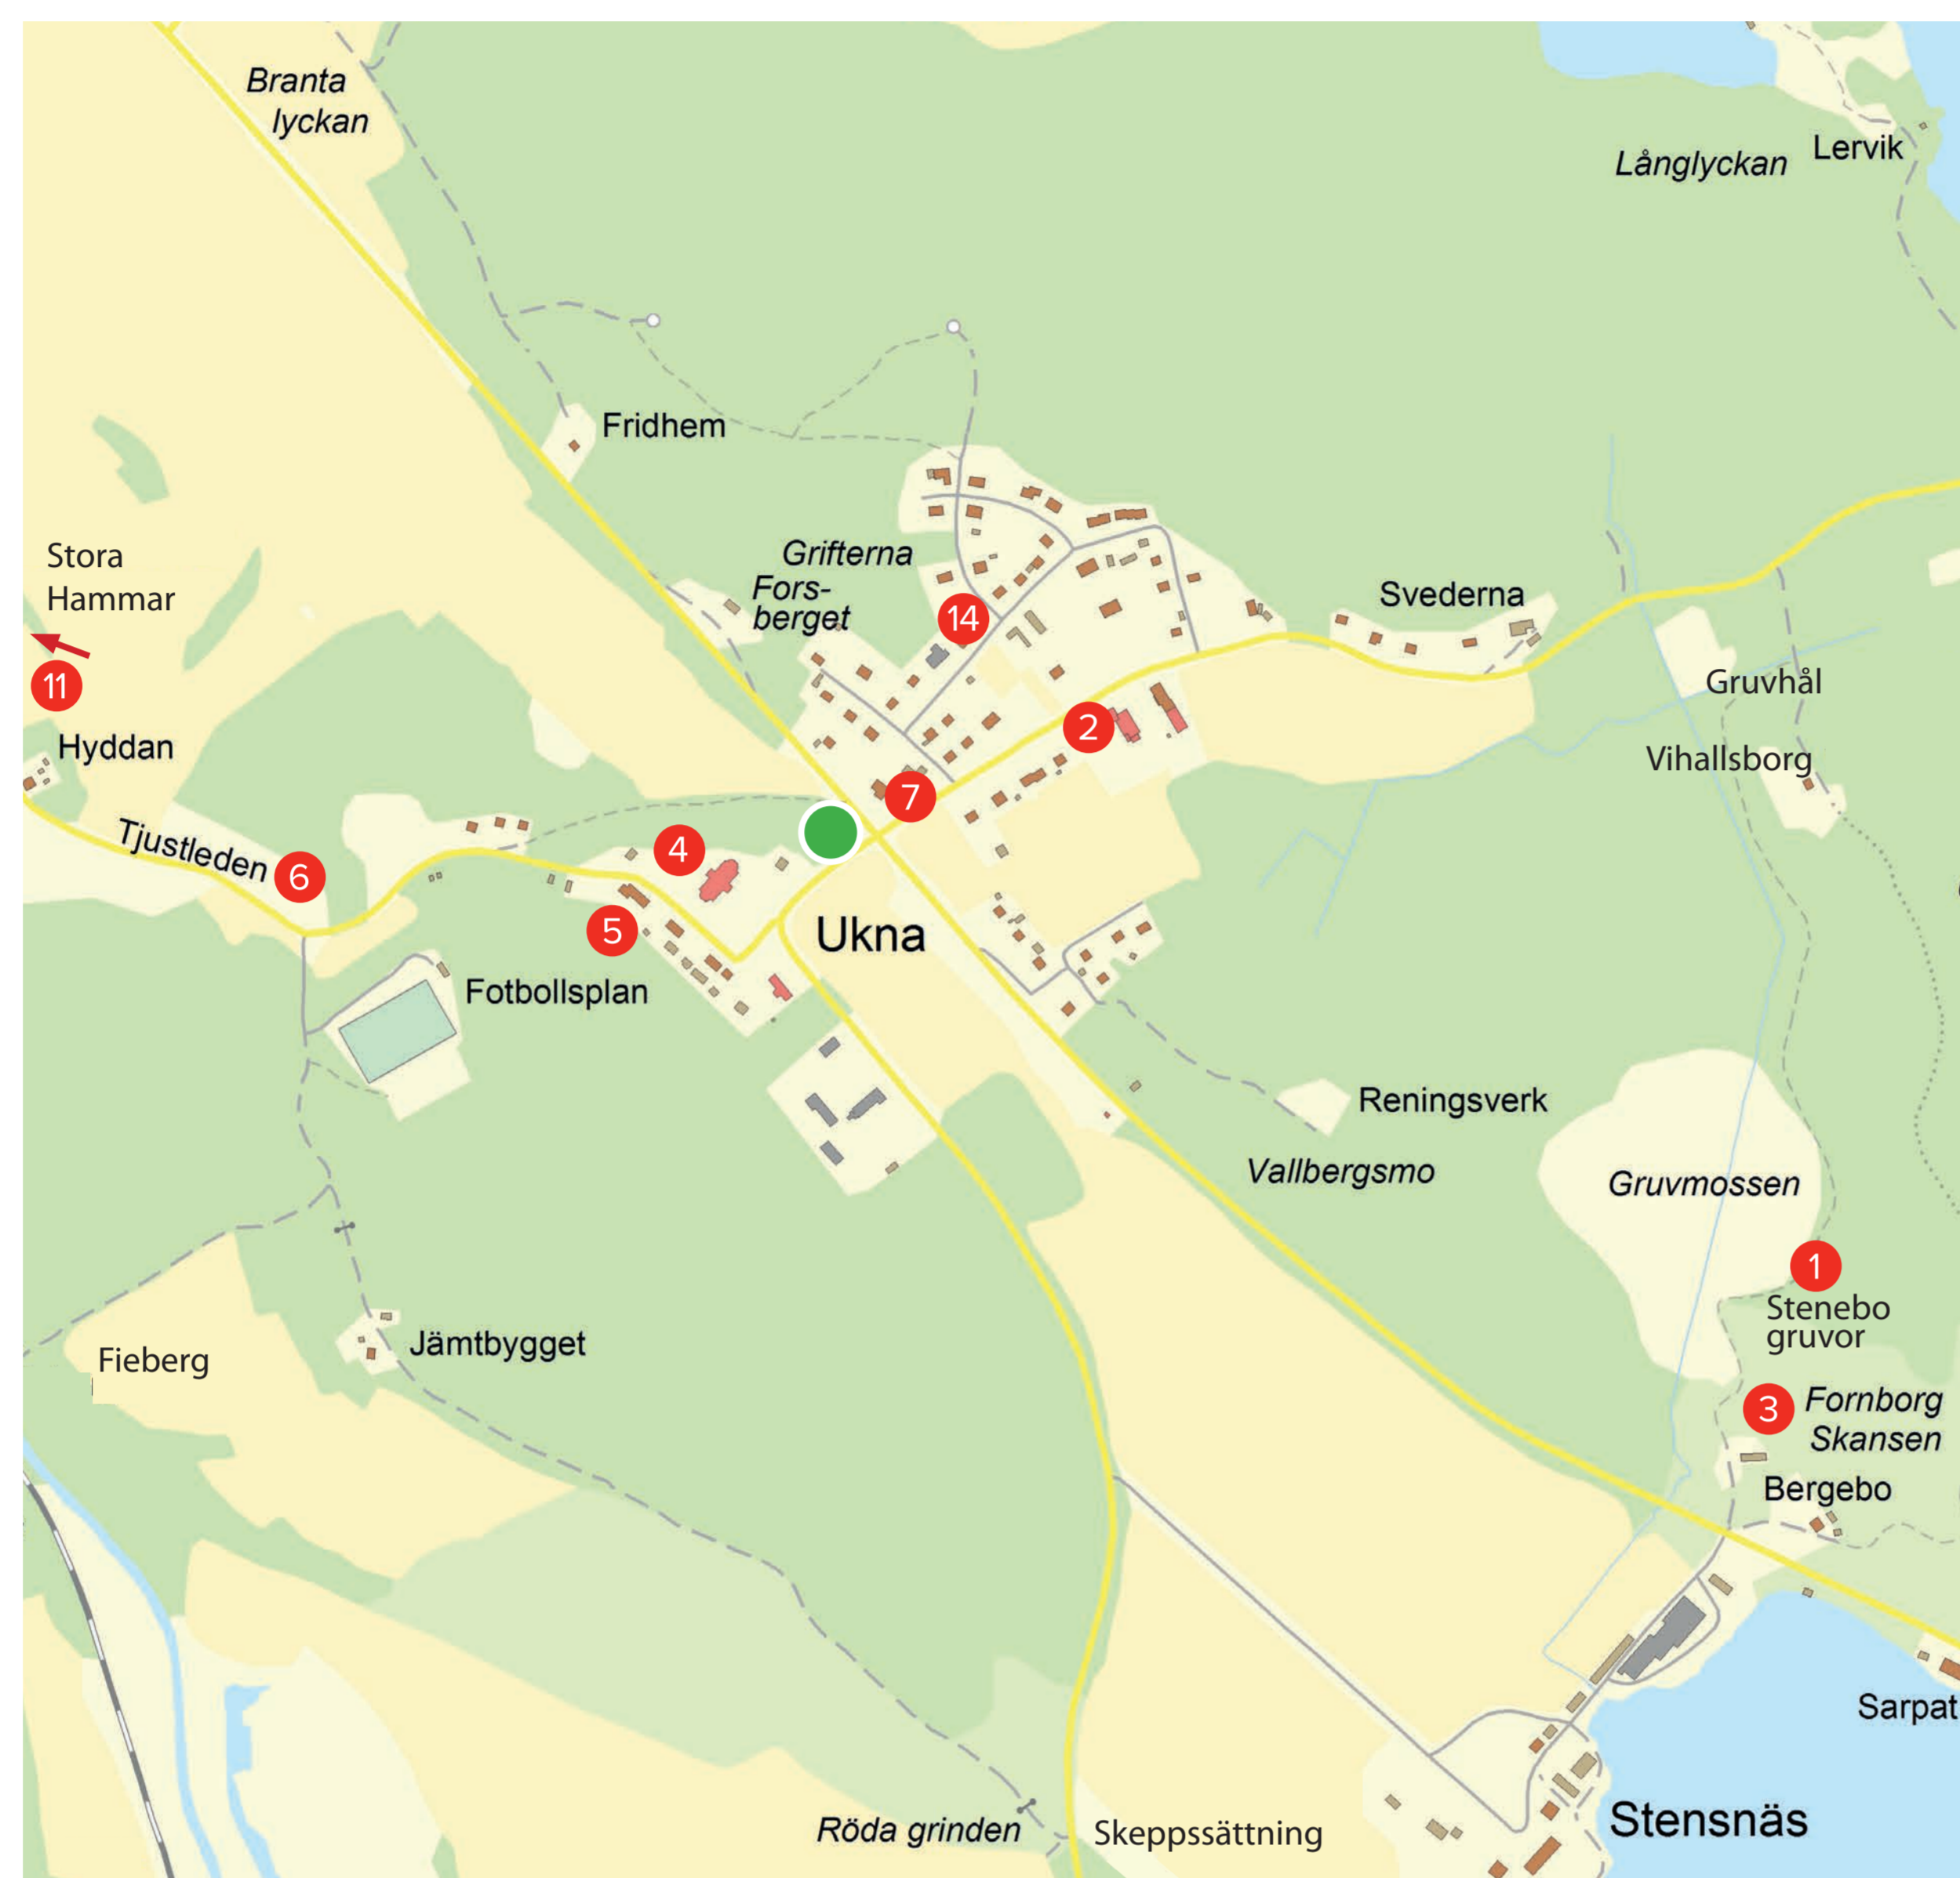 Branta
lyckan
Långlyckan
Lervik
Fridhem
Stora
Hammar
11
Hyddan
Grifterna
Fors-
berget
14
Svederna
Gruvhål
Vihallsborg
2
7
Tjustleden
6
4
5
Ukna
Fotbollsplan
Reningsverk
Vallbergsmo
Gruvmossen
1
Stenebo
gruvor
Fieberg
Jämtbygget
3
Fornborg
Skansen
Bergebo
Sarpat
Röda grinden
Skeppssättning
Stensnäs